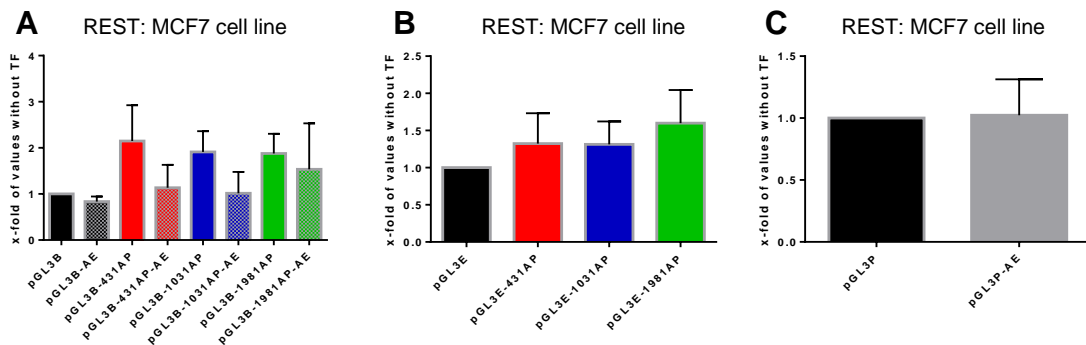 A
REST: MCF7 cell line
x-fold of values without TF
4
3
2
1
0
pGL3B
pGL3B-AE
pGL3B-431AP
pGL3B-431AP-AE
pGL3B-1031AP
pGL3B-1031AP-AE
pGL3B-1981AP
pGL3B-1981AP-AE
B
REST: MCF7 cell line
x-fold of values without TF
2.5
2.0
1.5
1.0
0.5
0.0
pGL3E
pGL3E-431AP
pGL3E-1031AP
pGL3E-1981AP
C
REST: MCF7 cell line
x-fold of values without TF
1.5
1.0
0.5
0.0
pGL3P
pGL3P-AE